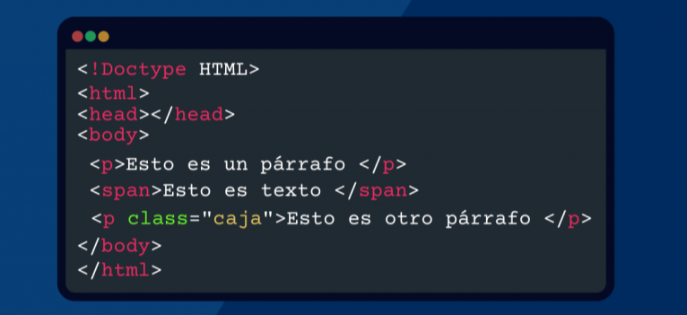 <!Doctype HTML>
<html>
<head></head>
<body>
<p>Esto es un párrafo </p>
<span>Esto es texto </span>
<p class="caja">Esto es otro párrafo </p>
</body>
</html>